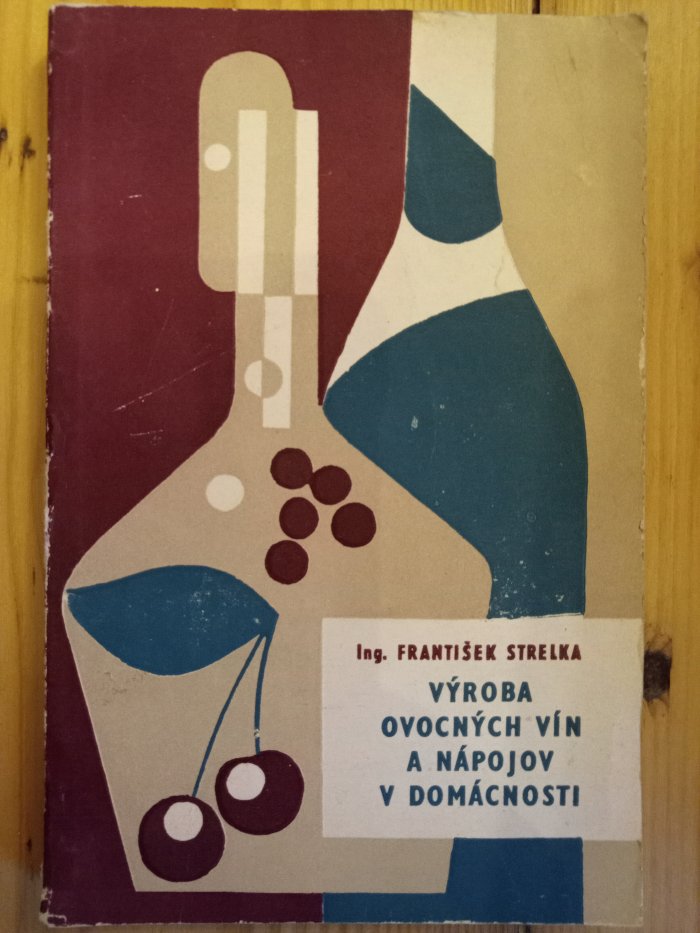 Ing. FRANTIŠEK STRELKA
VÝROBA
OVOCNÝCH VÍN
A NÁPOJOV
V DOMÁCNOSTI